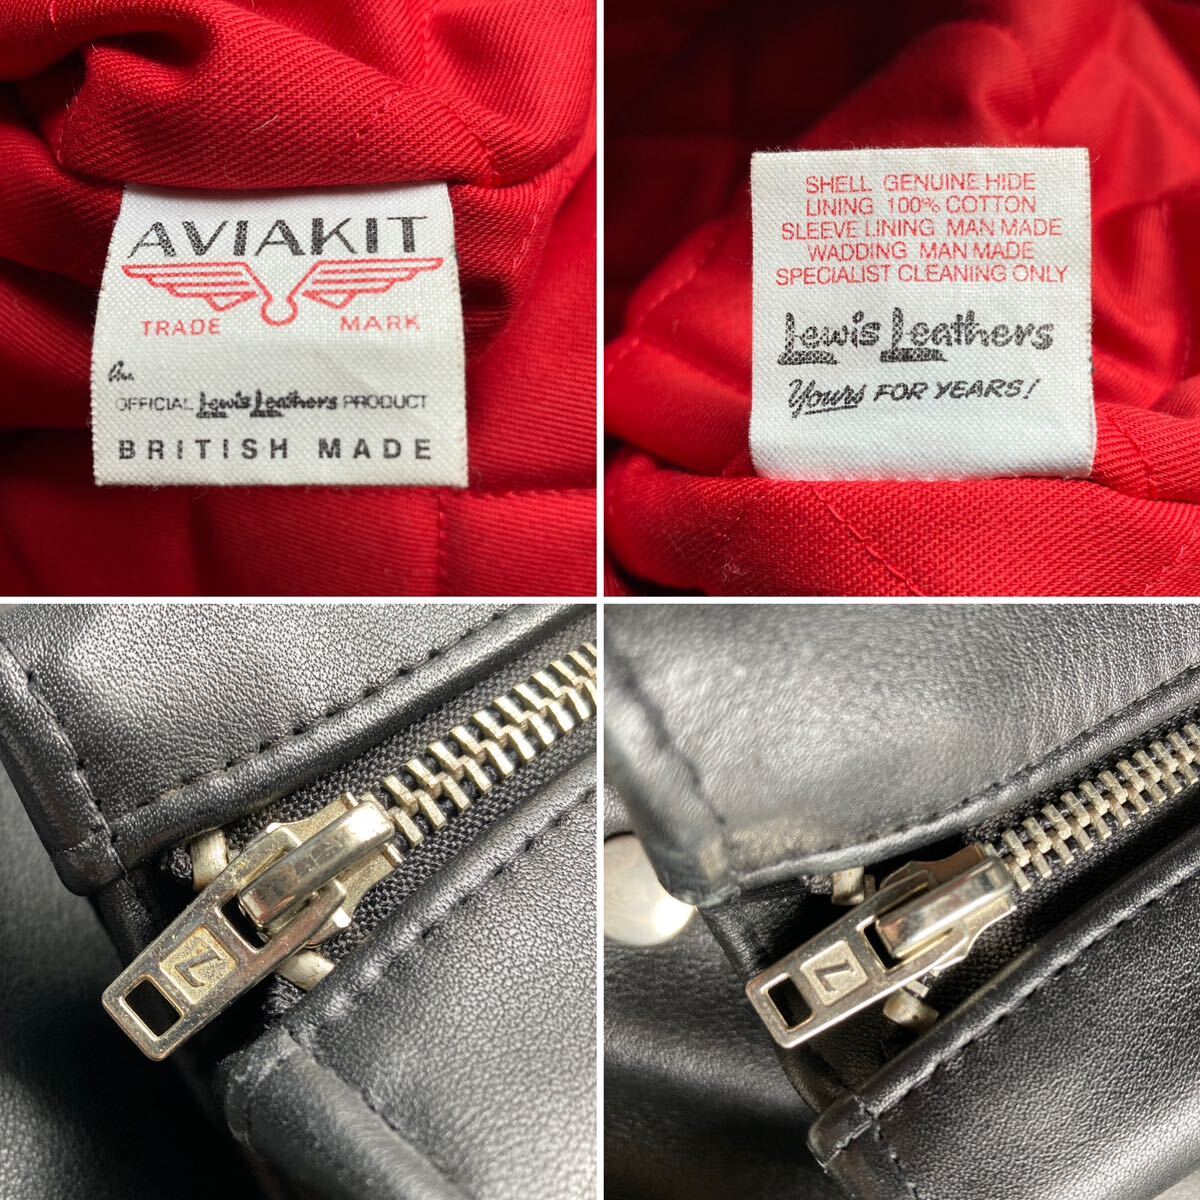 AVIAKIT
TRADE MARK
An
OFFICIAL Lewis Leathers PRODUCT
BRITISH MADE
SHELL GENUINE HIDE
LINING 100% COTTON
SLEEVE LINING MAN MADE
WADDING MAN MADE
SPECIALIST CLEANING ONLY
Lewis Leathers
Yours FOR YEARS!